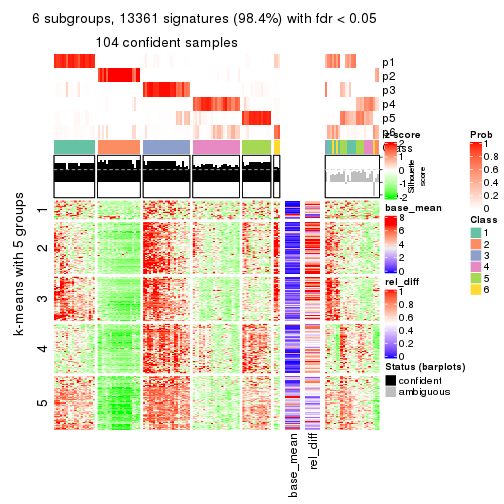 6 subgroups, 13361 signatures (98.4%) with fdr < 0.05
104 confident samples
p1
p2
p3
p4
p5
p6
Class
z-score
2
1
0
-1
-2
Silhouette
score
Prob
1
0.8
0.6
0.4
0.2
0
base_mean
8
6
4
2
0
Class
1
2
3
4
5
6
rel_diff
1
0.8
0.6
0.4
0.2
0
Status (barplots)
confident
ambiguous
k-means with 5 groups
1
2
3
4
5
base_mean
rel_diff